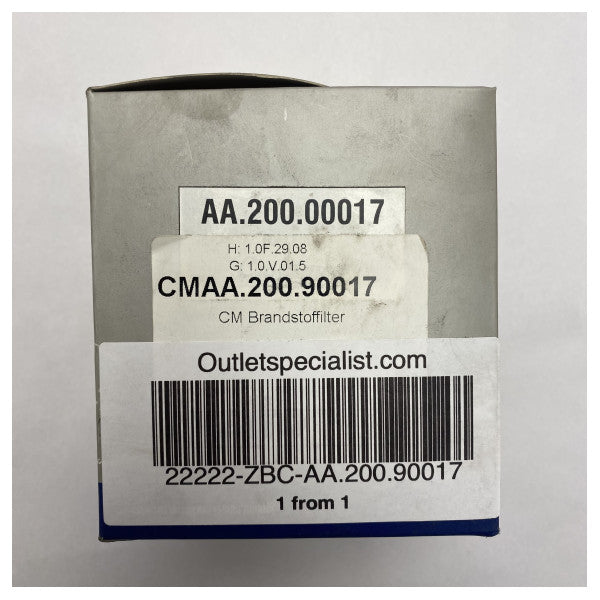 AA.200.00017
H: 1.0F.29.08
G: 1.0.V.01.5
CMAA.200.90017
CM Brandstoffilter
Outletspecialist.com
22222-ZBC-AA.200.90017
1 from 1